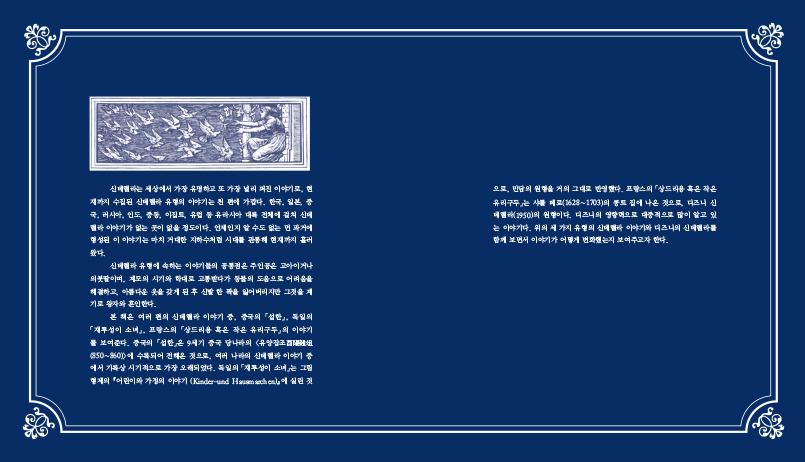 신데렐라는 세상에서 가장 유명하고 또 가장 널리 퍼진 이야기로, 현
재까지 수집된 신데렐라 유형의 이야기는 천 편에 가깝다. 한국, 일본, 중
국, 러시아, 인도, 중동, 이집트, 유럽 등 유라시아 대륙 전체에 걸쳐 신데
렐라 이야기가 없는 곳이 없을 정도이다. 언제인지 알 수도 없는 먼 과거에
형성된 이 이야기는 마치 거대한 지하수처럼 시대를 관통해 현재까지 흘러
왔다.
신데렐라 유형에 속하는 이야기들의 공통점은 주인공은 고아이거나
의붓딸이며, 계모의 시기와 학대로 고통받다가 동물의 도움으로 어려움을
해결하고, 아름다운 옷을 갖게 된 후 신발 한 짝을 잃어버리지만 그것을 계
기로 왕자와 혼인한다.
본 책은 여러 편의 신데렐라 이야기 중, 중국의 「섭한」, 독일의
「재투성이 소녀」, 프랑스의 「상드리용 혹은 작은 유리구두」의 이야기
를 보여준다. 중국의 「섭한」은 9세기 중국 당나라의 《유양잡조酉陽雜俎
(850~860)》에 수록되어 전해온 것으로, 여러 나라의 신데렐라 이야기 중
에서 기록상 시기적으로 가장 오래되었다. 독일의 「재투성이 소녀」는 그림
형제의 『어린이와 가정의 이야기 (Kinder-und Hausmaerchen)』에 실린 것
으로, 민담의 원형을 거의 그대로 반영했다. 프랑스의 「상드리용 혹은 작은
유리구두」는 샤를 페로(1628~1703)의 콩트 집에 나온 것으로, 디즈니 신
데렐라(1950)의 원형이다. 디즈니의 영향력으로 대중적으로 많이 알고 있
는 이야기다. 위의 세 가지 유형의 신데렐라 이야기와 디즈니의 신데렐라를
함께 보면서 이야기가 어떻게 변화했는지 보여주고자 한다.